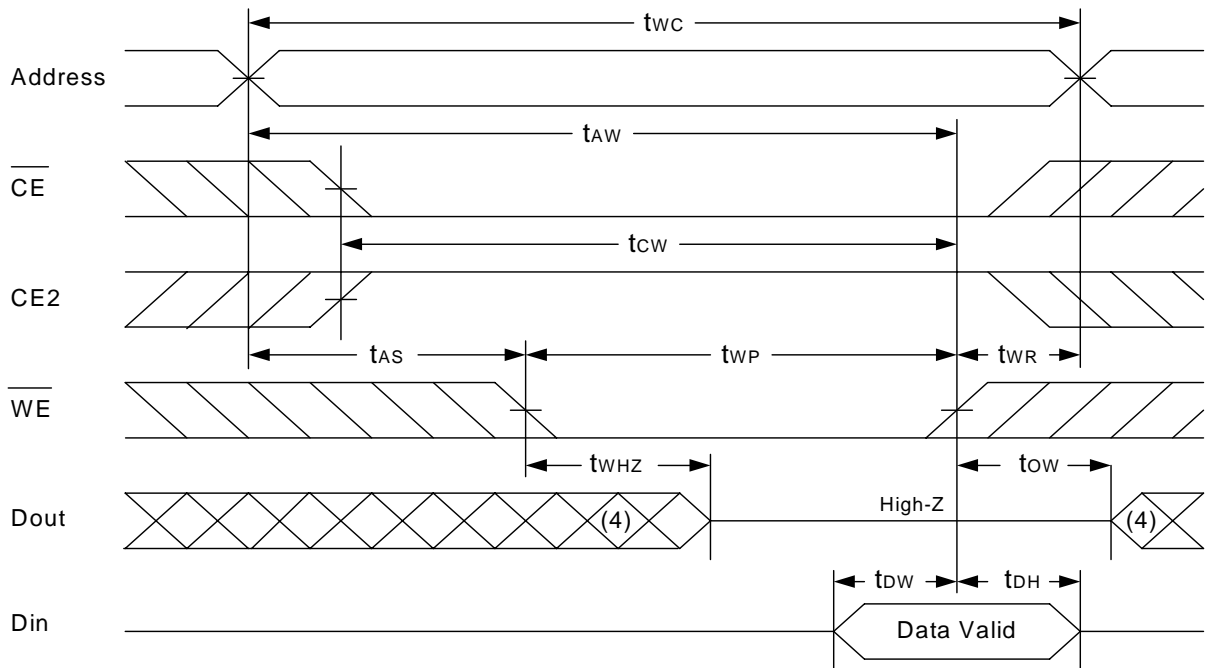 tWC
Address
tAW
CE
tCW
CE2
tAS tWP tWR
WE
tWHZ tOW
Dout (4) High-Z (4)
tDW tDH
Din Data Valid